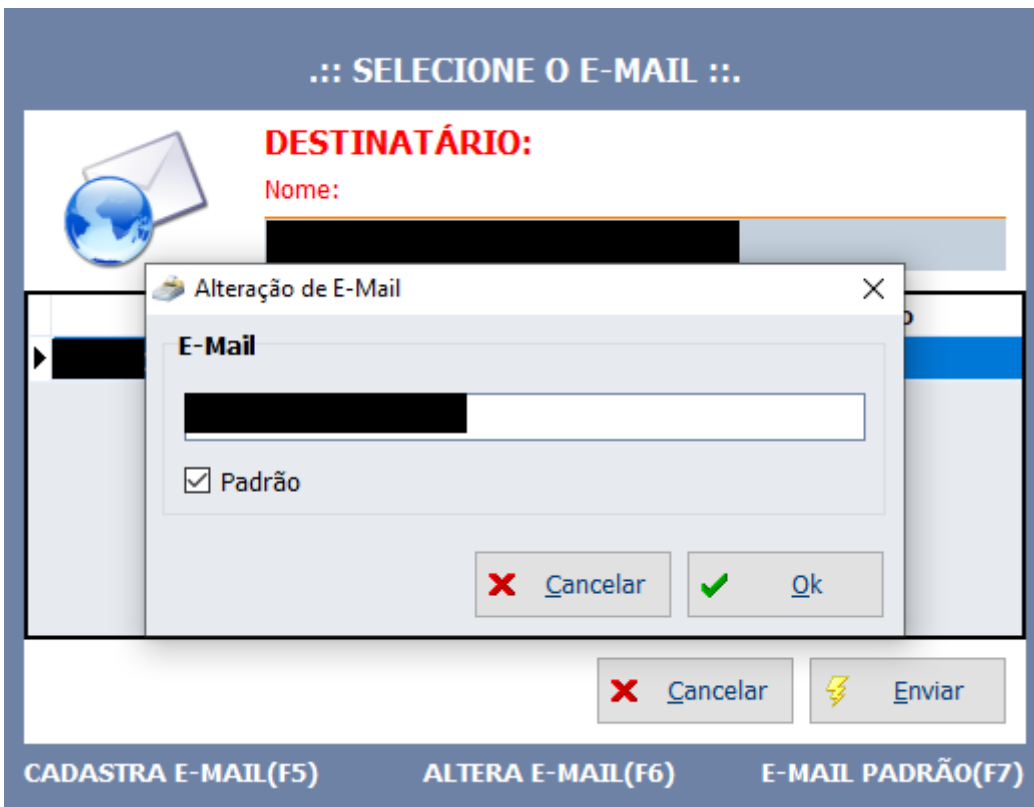 .:: SELECIONE O E-MAIL ::.
DESTINATÁRIO:
Nome:
Alteração de E-Mail
E-Mail
Padrão
Cancelar
Ok
Cancelar
Enviar
CADASTRA E-MAIL(F5)
ALTERA E-MAIL(F6)
E-MAIL PADRÃO(F7)